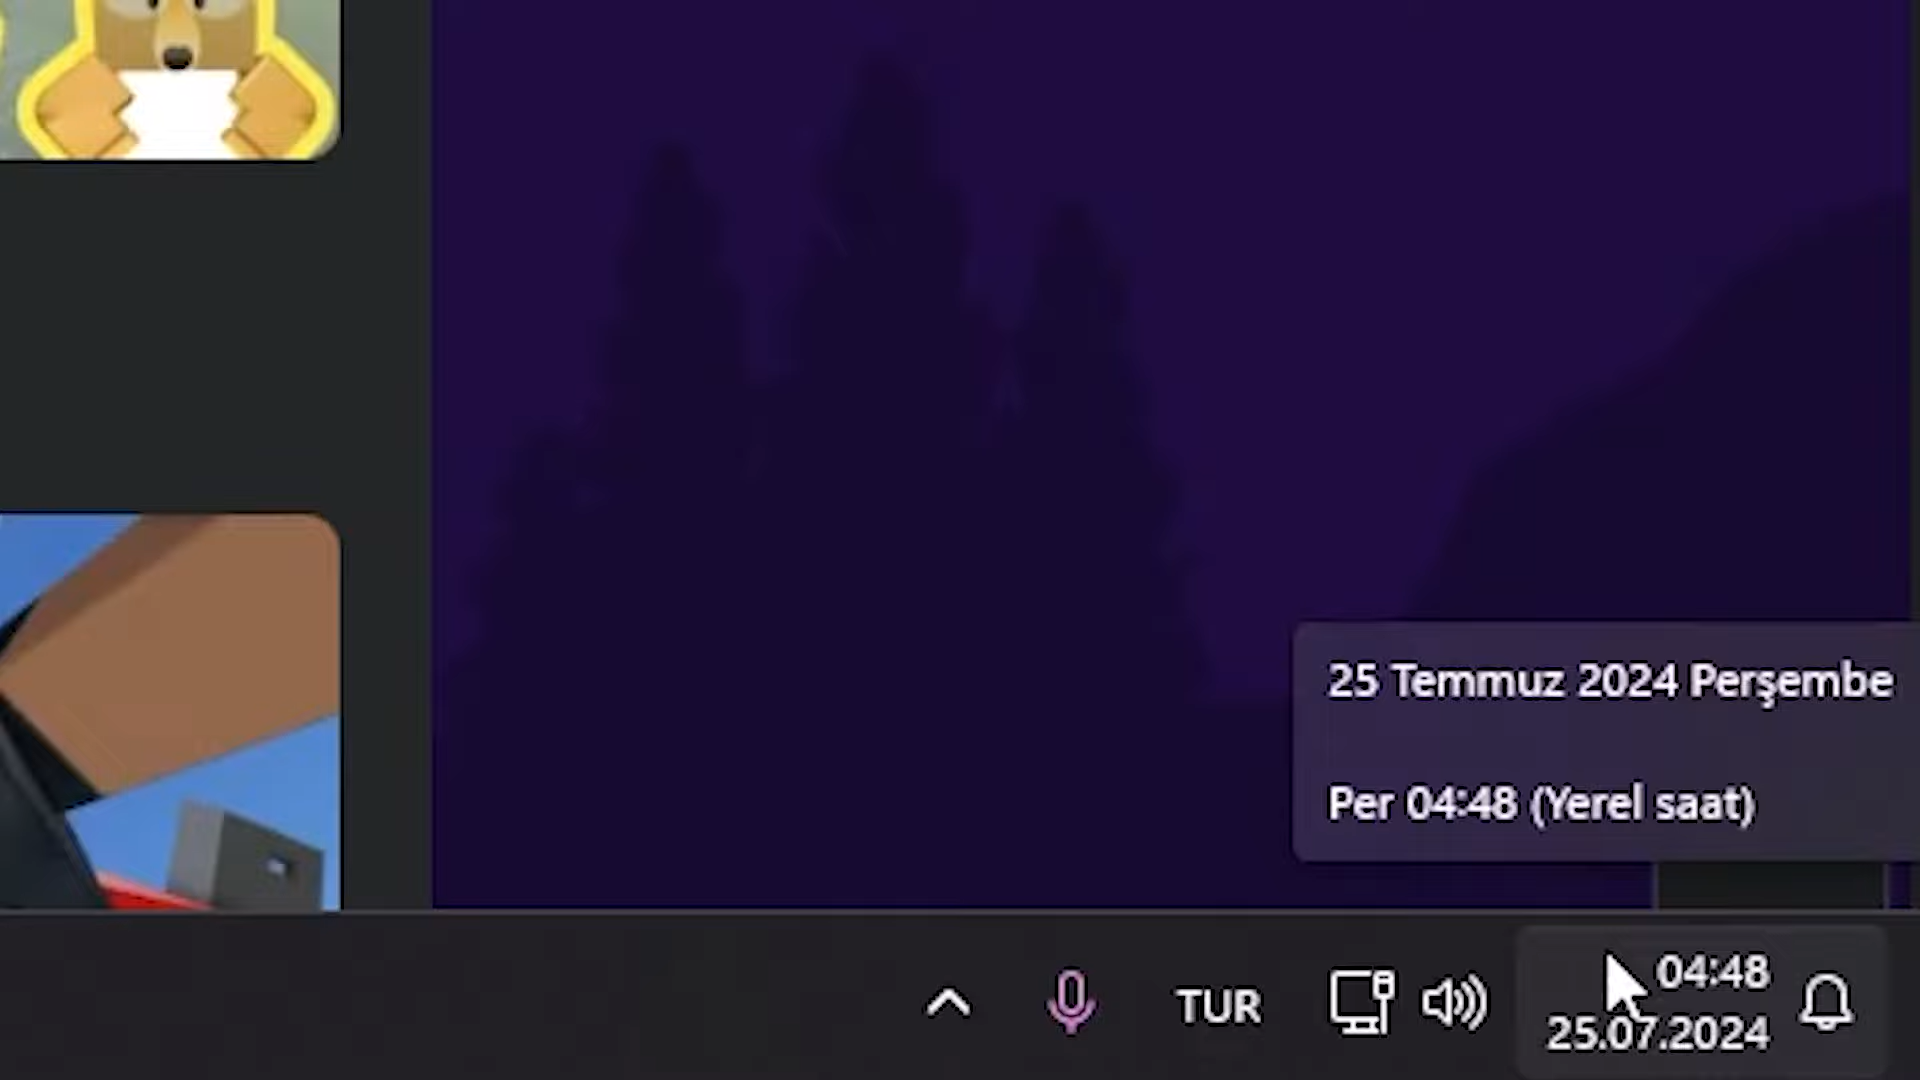 25 Temmuz 2024 Perşembe
Per 04:48 (Yerel saat)
TUR
04:48
25.07.2024